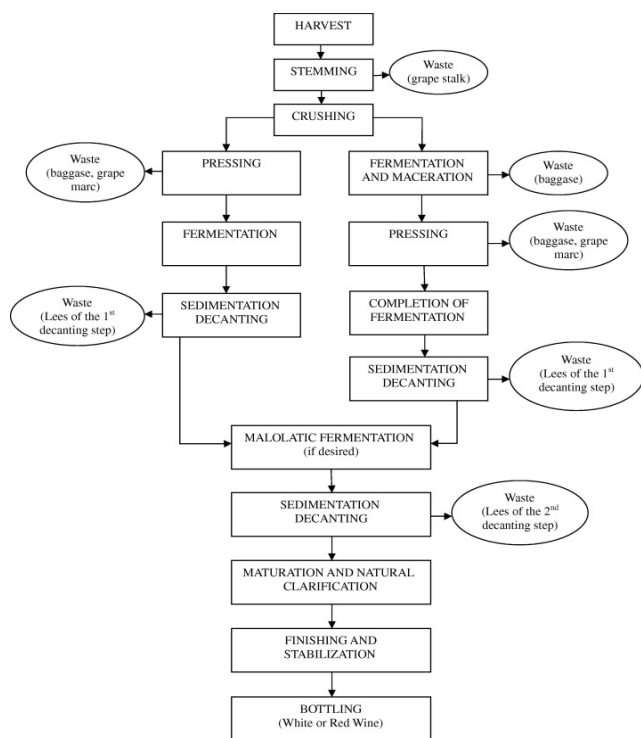 HARVEST
STEMMING
Waste
(grape stalk)
CRUSHING
Waste
(baggase, grape
marc)
PRESSING
FERMENTATION
AND MACERATION
Waste
(baggase)
FERMENTATION
PRESSING
Waste
(baggase, grape
marc)
Waste
(Lees of the 1st
decanting step)
SEDIMENTATION
DECANTING
COMPLETION OF
FERMENTATION
SEDIMENTATION
DECANTING
Waste
(Lees of the 1st
decanting step)
MALOLATIC FERMENTATION
(if desired)
SEDIMENTATION
DECANTING
Waste
(Lees of the 2nd
decanting step)
MATURATION AND NATURAL
CLARIFICATION
FINISHING AND
STABILIZATION
BOTTLING
(White or Red Wine)